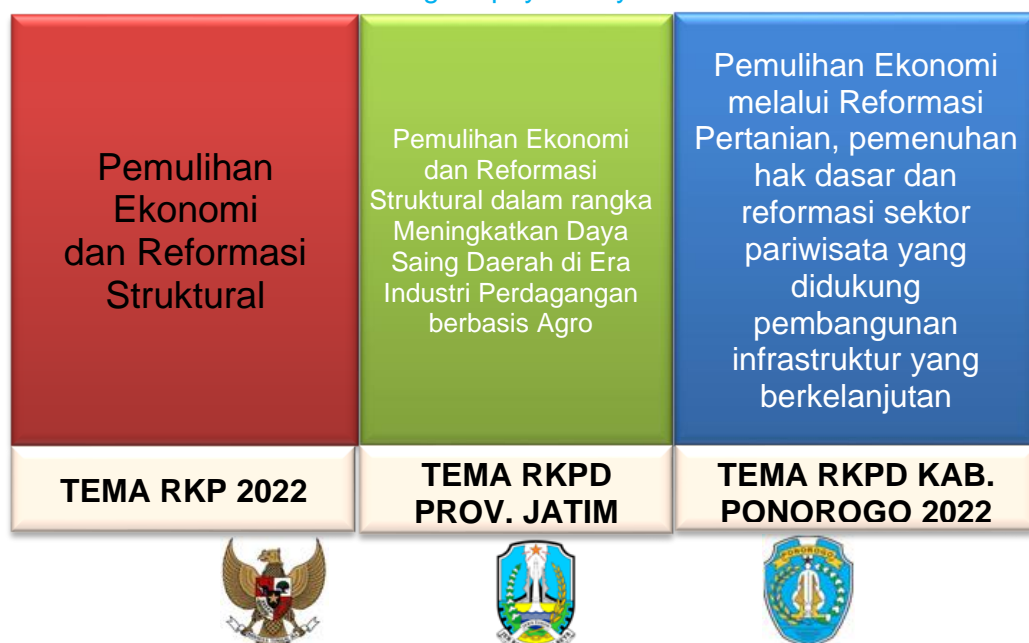 Pemulihan
Ekonomi
dan Reformasi
Struktural
Pemulihan Ekonomi
dan Reformasi
Struktural dalam rangka
Meningkatkan Daya
Saing Daerah di Era
Industri Perdagangan
berbasis Agro
Pemulihan Ekonomi
melalui Reformasi
Pertanian, pemenuhan
hak dasar dan
reformasi sektor
pariwisata yang
didukung
pembangunan
infrastruktur yang
berkelanjutan
TEMA RKP 2022
TEMA RKPD
PROV. JATIM
TEMA RKPD KAB.
PONOROGO 2022
PONOROGO